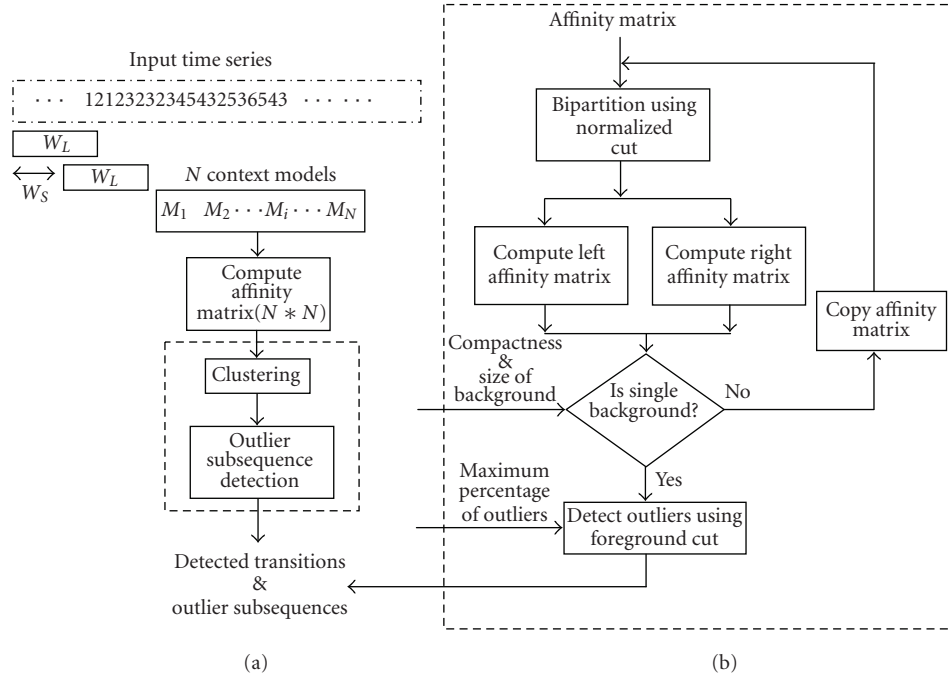 Input time series
· · · 12123232345432536543 · · · · · ·
W_L
W_S
W_L
N context models
M_1 M_2 · · · M_i · · · M_N
Compute
affinity
matrix(N ∗ N)
Clustering
Outlier
subsequence
detection
Detected transitions
&
outlier subsequences
(a)
Affinity matrix
Bipartition using
normalized
cut
Compute left
affinity matrix
Compute right
affinity matrix
Copy affinity
matrix
Compactness
&
size of
background
Is single
background?
No
Yes
Maximum
percentage
of outliers
Detect outliers using
foreground cut
(b)